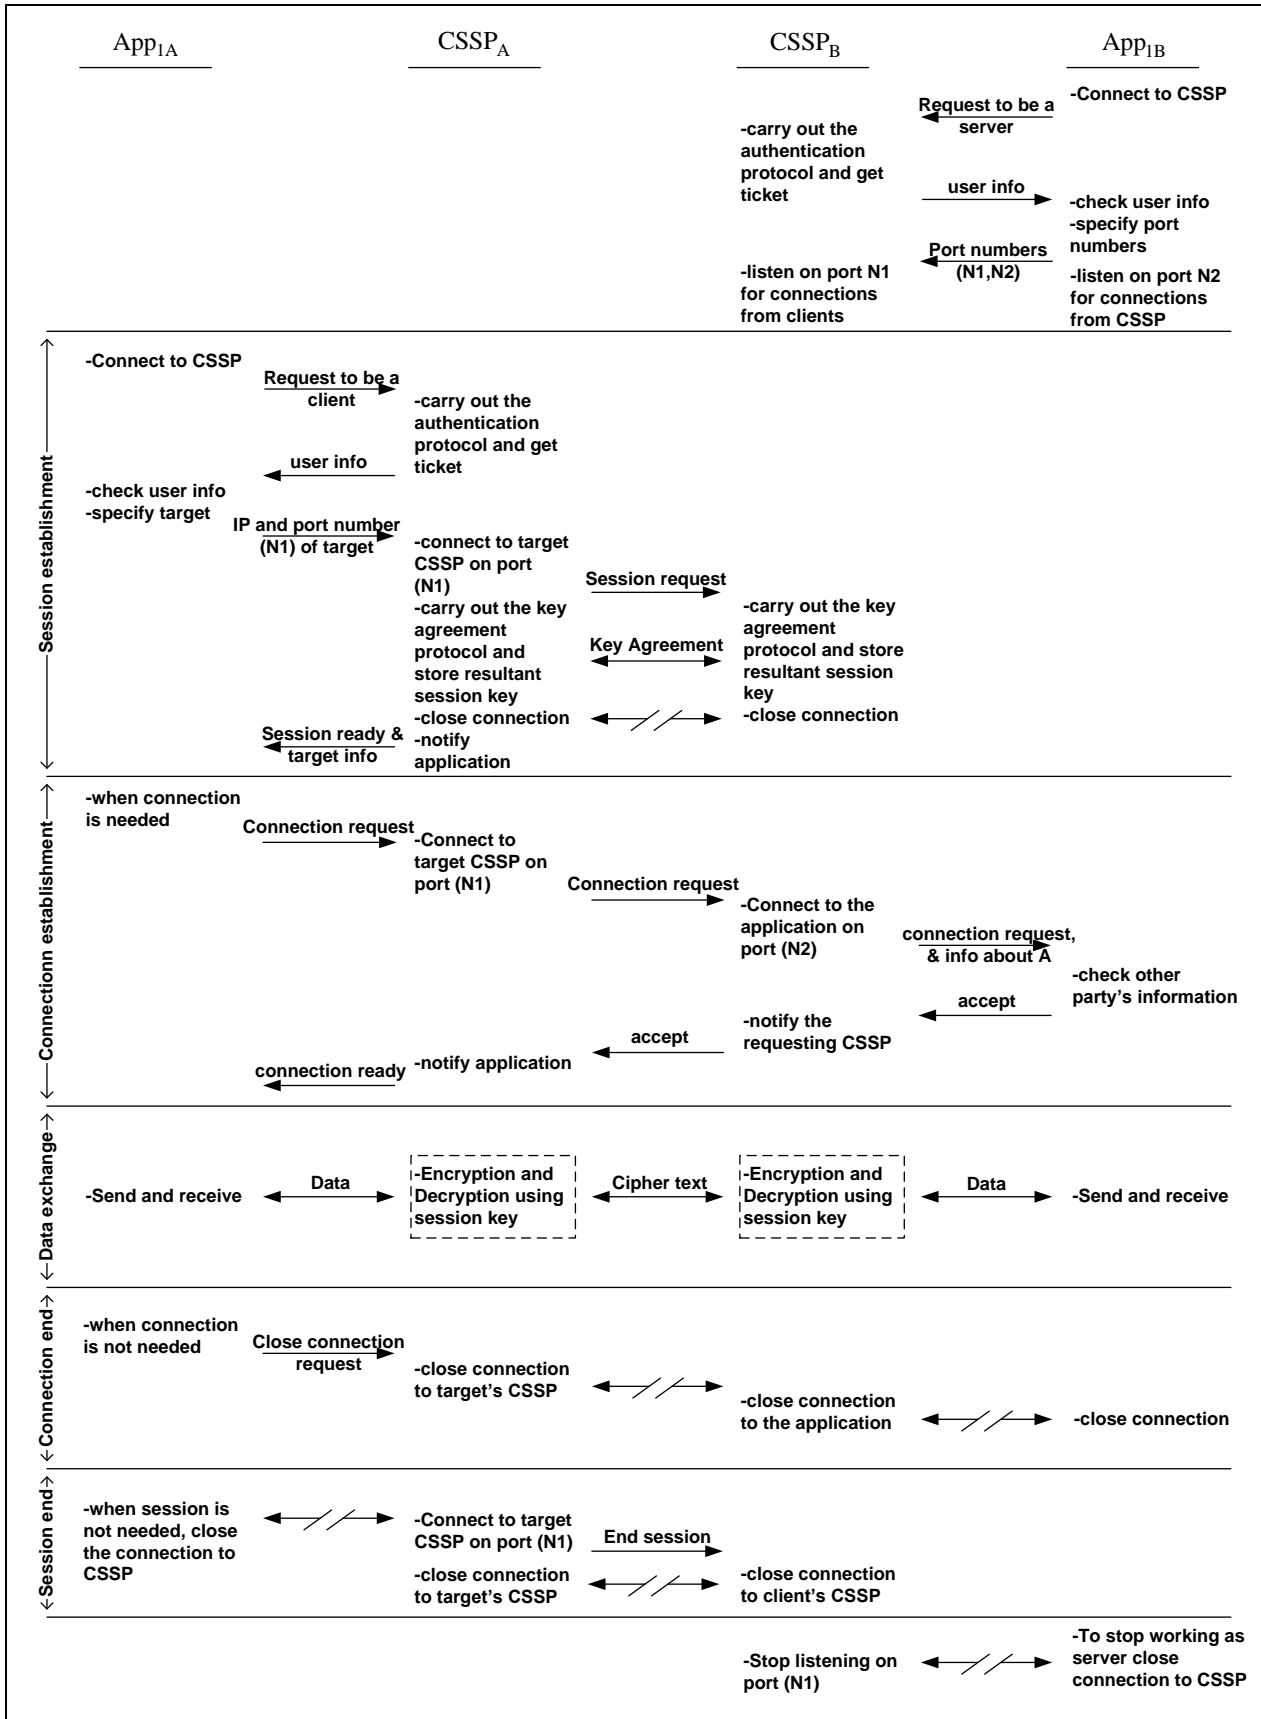 App1A
CSSPA
CSSPB
App1B
-Connect to CSSP
Request to be a
server
-carry out the
authentication
protocol and get
ticket
user info
-check user info
-specify port
numbers
Port numbers
(N1,N2)
-listen on port N1
for connections
from clients
-listen on port N2
for connections
from CSSP
Session establishment
-Connect to CSSP
Request to be a
client
-carry out the
authentication
protocol and get
ticket
user info
-check user info
-specify target
IP and port number
(N1) of target
-connect to target
CSSP on port
(N1)
-carry out the key
agreement
protocol and
store resultant
session key
-close connection
-notify
application
Session request
Key Agreement
-carry out the key
agreement
protocol and store
resultant session
key
-close connection
Session ready &
target info
Connectionn establishment
-when connection
is needed
Connection request
-Connect to
target CSSP on
port (N1)
Connection request
-Connect to the
application on
port (N2)
connection request,
& info about A
-check other
party's information
accept
-notify the
requesting CSSP
accept
-notify application
connection ready
Data exchange
-Send and receive
Data
-Encryption and
Decryption using
session key
Cipher text
-Encryption and
Decryption using
session key
Data
-Send and receive
Connection end
-when connection
is not needed
Close connection
request
-close connection
to target's CSSP
-close connection
to the application
-close connection
Session end
-when session is
not needed, close
the connection to
CSSP
-Connect to target
CSSP on port (N1)
End session
-close connection
to target's CSSP
-close connection
to client's CSSP
-Stop listening on
port (N1)
-To stop working as
server close
connection to CSSP